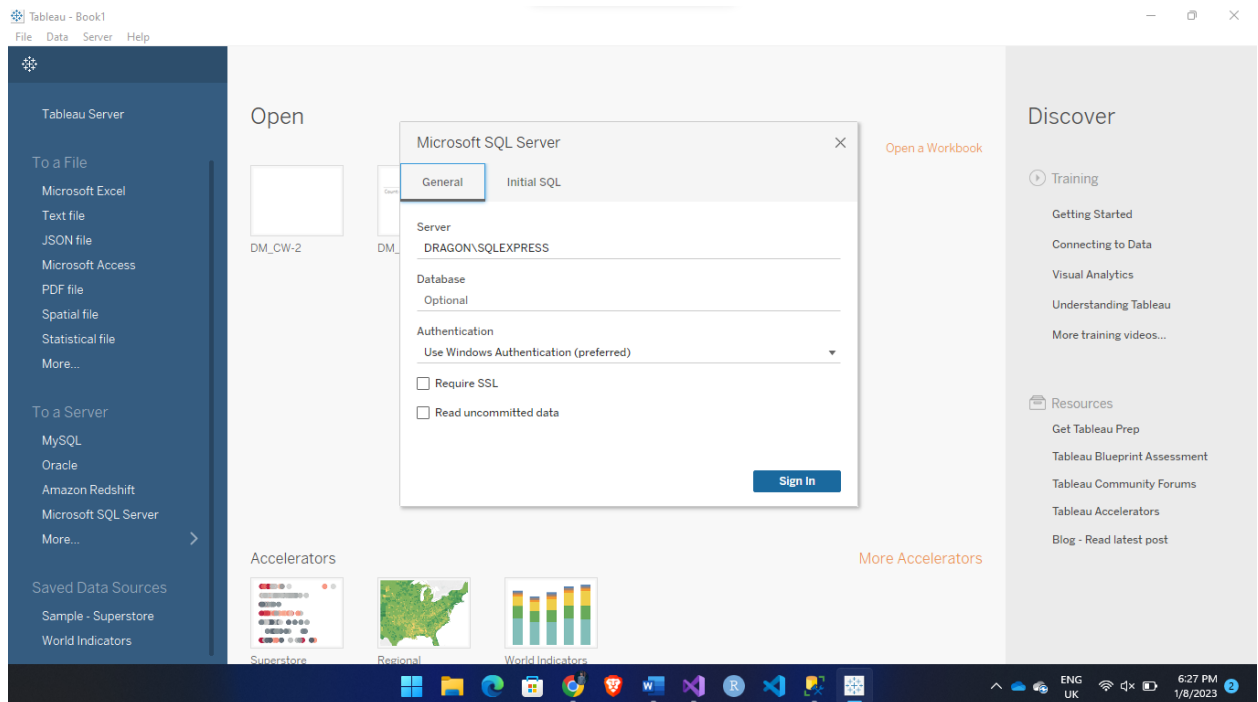 Tableau - Book1
File Data Server Help
Tableau Server
To a File
Microsoft Excel
Text file
JSON file
Microsoft Access
PDF file
Spatial file
Statistical file
More...
To a Server
MySQL
Oracle
Amazon Redshift
Microsoft SQL Server
More...
Saved Data Sources
Sample - Superstore
World Indicators
Open
Open a Workbook
DM_CW-2
DM_
Microsoft SQL Server
General
Initial SQL
Server
DRAGON\SQLEXPRESS
Database
Optional
Authentication
Use Windows Authentication (preferred)
Require SSL
Read uncommitted data
Sign In
Accelerators
More Accelerators
Superstore
Regional
World Indicators
Discover
Training
Getting Started
Connecting to Data
Visual Analytics
Understanding Tableau
More training videos...
Resources
Get Tableau Prep
Tableau Blueprint Assessment
Tableau Community Forums
Tableau Accelerators
Blog - Read latest post
R
ENG
UK
6:27 PM
1/8/2023
2